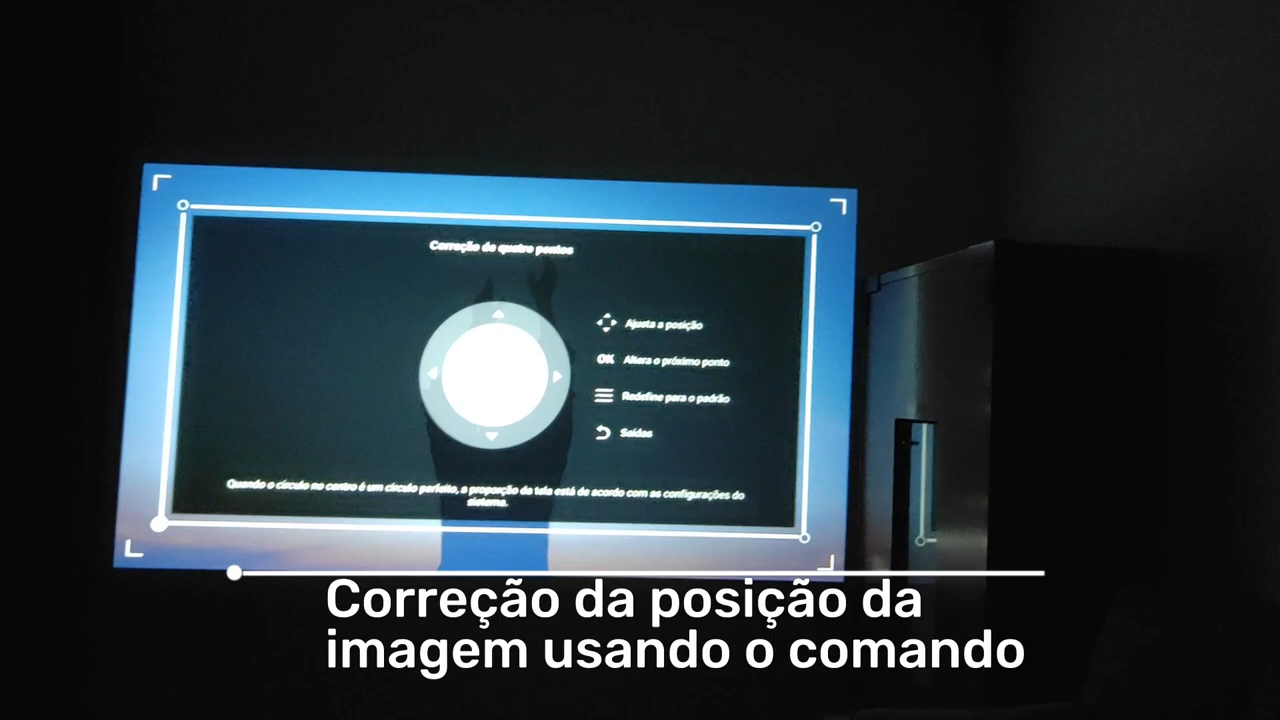 Correção de quatro pontos
Ajusta a posição
OK Altera o próximo ponto
Redefine para o padrão
Saídas
Quando o círculo no centro é um círculo perfeito, a proporção da tela está de acordo com as configurações do
sistema.
Correção da posição da
imagem usando o comando